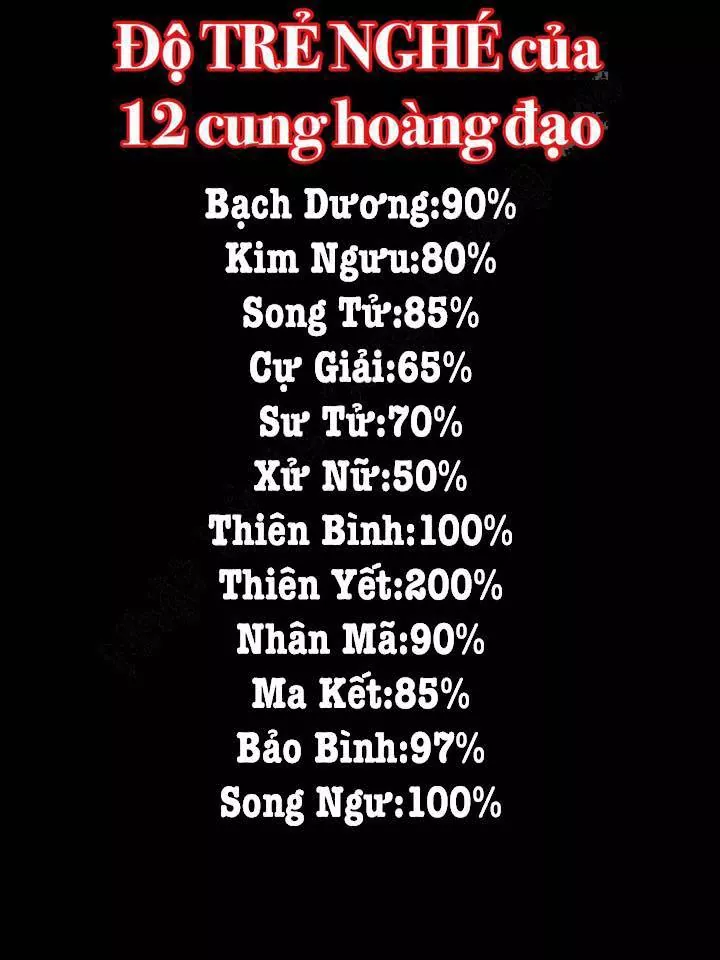 Độ TRẺ NGHÉ của
12 cung hoàng đạo
Bạch Dương:90%
Kim Ngưu:80%
Song Tử:85%
Cự Giải:65%
Sư Tử:70%
Xử Nữ:50%
Thiên Bình:100%
Thiên Yết:200%
Nhân Mã:90%
Ma Kết:85%
Bảo Bình:97%
Song Ngư:100%